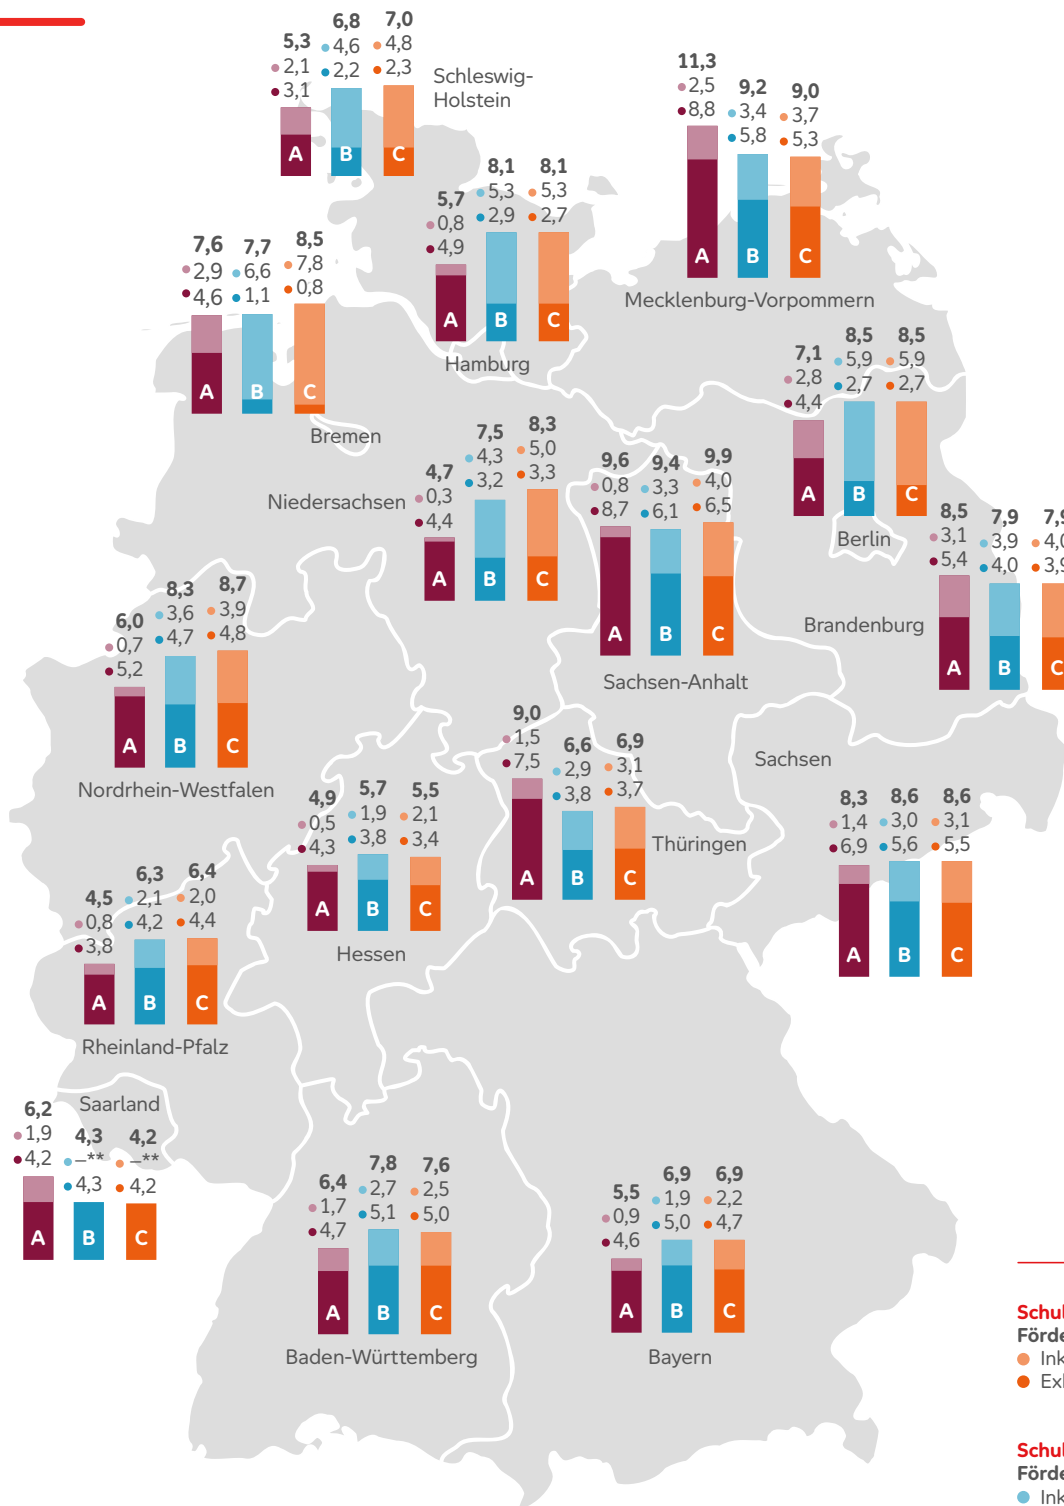 5,3
2,1
3,1
6,8
4,6
2,2
7,0
4,8
2,3
A
B
C
Schleswig-
Holstein
11,3
2,5
8,8
9,2
3,4
5,8
9,0
3,7
5,3
A
B
C
Mecklenburg-Vorpommern
5,7
0,8
4,9
8,1
5,3
2,9
8,1
5,3
2,7
A
B
C
Hamburg
7,6
2,9
4,6
7,7
6,6
1,1
8,5
7,8
0,8
A
B
C
Bremen
7,1
2,8
4,4
8,5
5,9
2,7
8,5
5,9
2,7
A
B
C
Berlin
4,7
0,3
4,4
7,5
4,3
3,2
8,3
5,0
3,3
A
B
C
Niedersachsen
9,6
0,8
8,7
9,4
3,3
6,1
9,9
4,0
6,5
A
B
C
Sachsen-Anhalt
8,5
3,1
5,4
7,9
3,9
4,0
7,9
4,0
3,9
A
B
C
Brandenburg
6,0
0,7
5,2
8,3
3,6
4,7
8,7
3,9
4,8
A
B
C
Nordrhein-Westfalen
9,0
1,5
7,5
6,6
2,9
3,8
6,9
3,1
3,7
A
B
C
Thüringen
Sachsen
8,3
1,4
6,9
8,6
3,0
5,6
8,6
3,1
5,5
A
B
C
4,9
0,5
4,3
5,7
1,9
3,8
5,5
2,1
3,4
A
B
C
Hessen
4,5
0,8
3,8
6,3
2,1
4,2
6,4
2,0
4,4
A
B
C
Rheinland-Pfalz
Saarland
6,2
1,9
4,2
4,3
–**
4,3
4,2
–**
4,2
A
B
C
6,4
1,7
4,7
7,8
2,7
5,1
7,6
2,5
5,0
A
B
C
Baden-Württemberg
5,5
0,9
4,6
6,9
1,9
5,0
6,9
2,2
4,7
A
B
C
Bayern
Schul
Förde
Ink
Exl
Schul
Förde
Ink